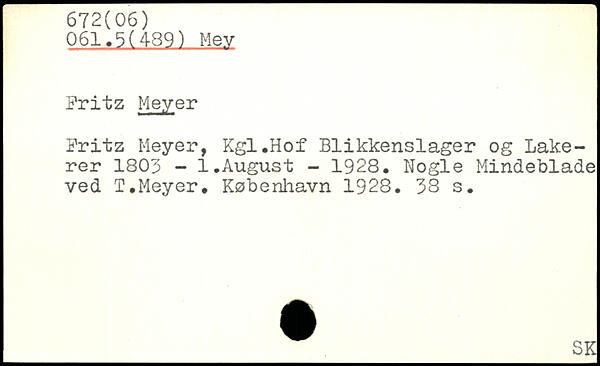 672(06)
061.5(489) Mey
Fritz Meyer
Fritz Meyer, Kgl.Hof Blikkenslager og Lake-
rer 1803 - 1.August - 1928. Nogle Mindeblade
ved T.Meyer. København 1928. 38 s.
SK